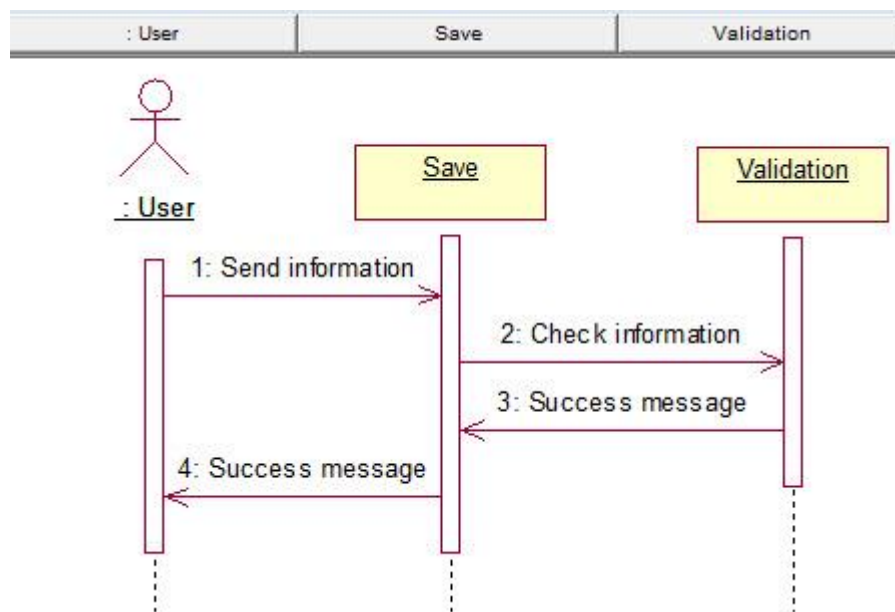 : User
Save
Validation
Save
Validation
: User
1: Send information
2: Check information
3: Success message
4: Success message